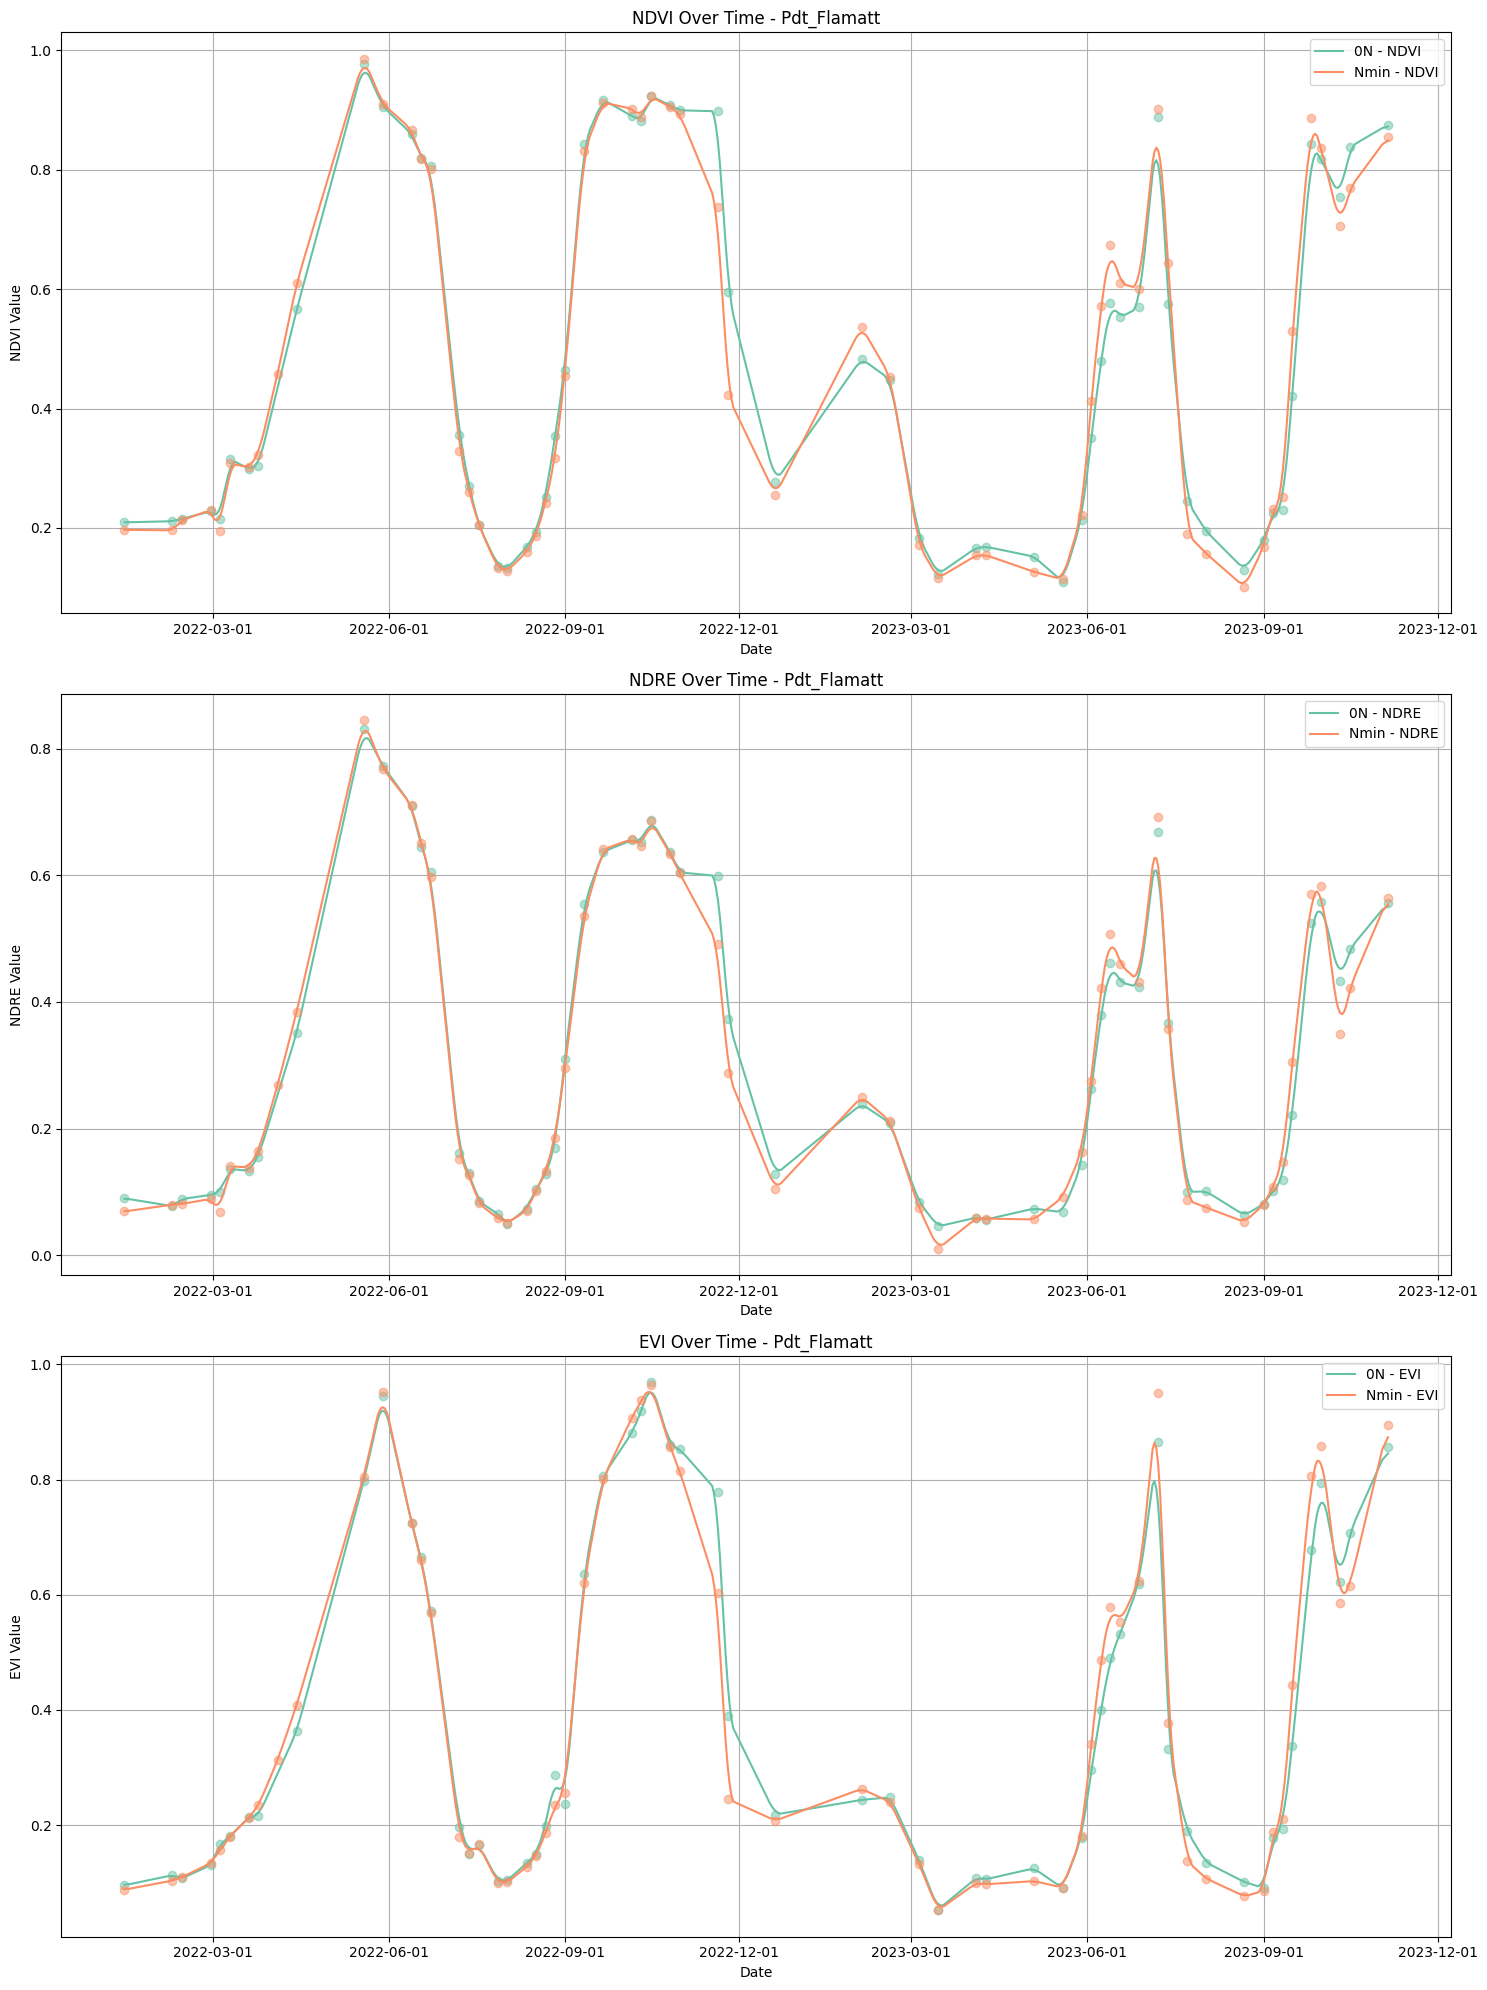 NDVI Over Time - Pdt_Flamatt
0N - NDVI
Nmin - NDVI
NDVI Value
1.0
0.8
0.6
0.4
0.2
2022-03-01 2022-06-01 2022-09-01 2022-12-01 2023-03-01 2023-06-01 2023-09-01 2023-12-01
Date
NDRE Over Time - Pdt_Flamatt
0N - NDRE
Nmin - NDRE
NDRE Value
0.8
0.6
0.4
0.2
0.0
2022-03-01 2022-06-01 2022-09-01 2022-12-01 2023-03-01 2023-06-01 2023-09-01 2023-12-01
Date
EVI Over Time - Pdt_Flamatt
0N - EVI
Nmin - EVI
EVI Value
1.0
0.8
0.6
0.4
0.2
2022-03-01 2022-06-01 2022-09-01 2022-12-01 2023-03-01 2023-06-01 2023-09-01 2023-12-01
Date